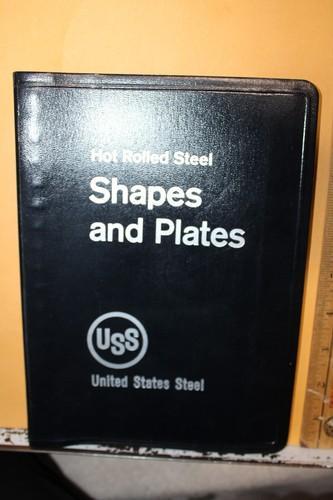 Hot Rolled Steel
Shapes
and Plates
USS
United States Steel